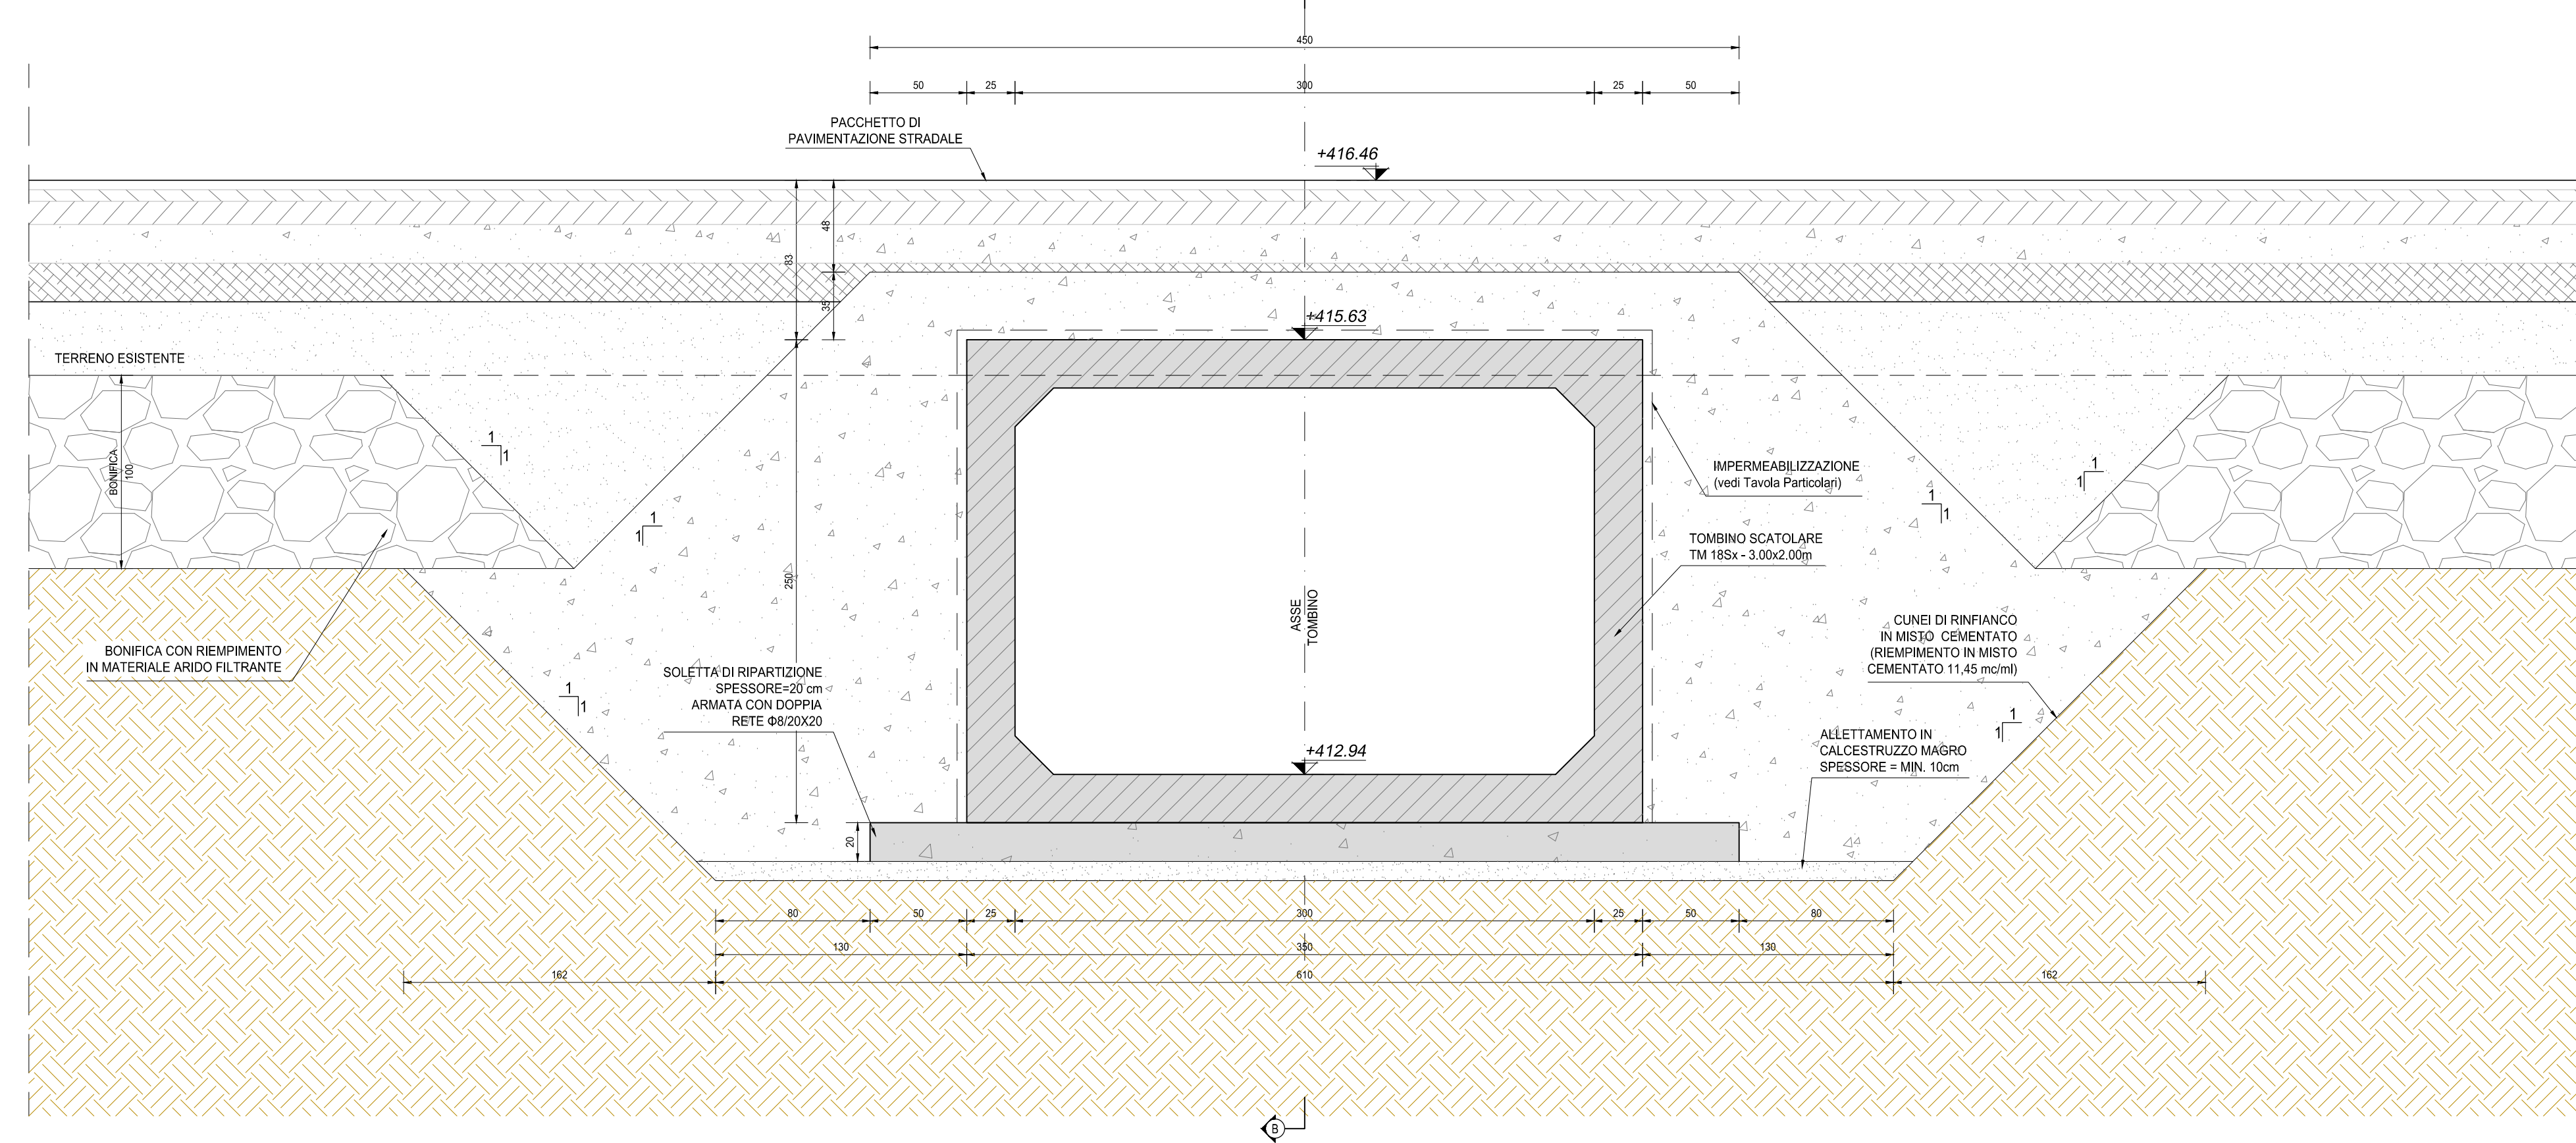 450
50
25
300
25
50
PACCHETTO DI
PAVIMENTAZIONE STRADALE
+416.46
48
83
35
+415.63
TERRENO ESISTENTE
1
1
BONIFICA
100
1
1
IMPERMEABILIZZAZIONE
(vedi Tavola Particolari)
1
1
1
1
TOMBINO SCATOLARE
TM 18Sx - 3.00x2.00m
250
ASSE
TOMBINO
CUNEI DI RINFIANCO
IN MISTO CEMENTATO
(RIEMPIMENTO IN MISTO
CEMENTATO 11,45 mc/ml)
BONIFICA CON RIEMPIMENTO
IN MATERIALE ARIDO FILTRANTE
SOLETTA DI RIPARTIZIONE
SPESSORE=20 cm
ARMATA CON DOPPIA
RETE Φ8/20X20
1
1
1
1
+412.94
ALLETTAMENTO IN
CALCESTRUZZO MAGRO
SPESSORE = MIN. 10cm
20
80
50
25
300
25
50
80
130
350
130
162
610
162
B